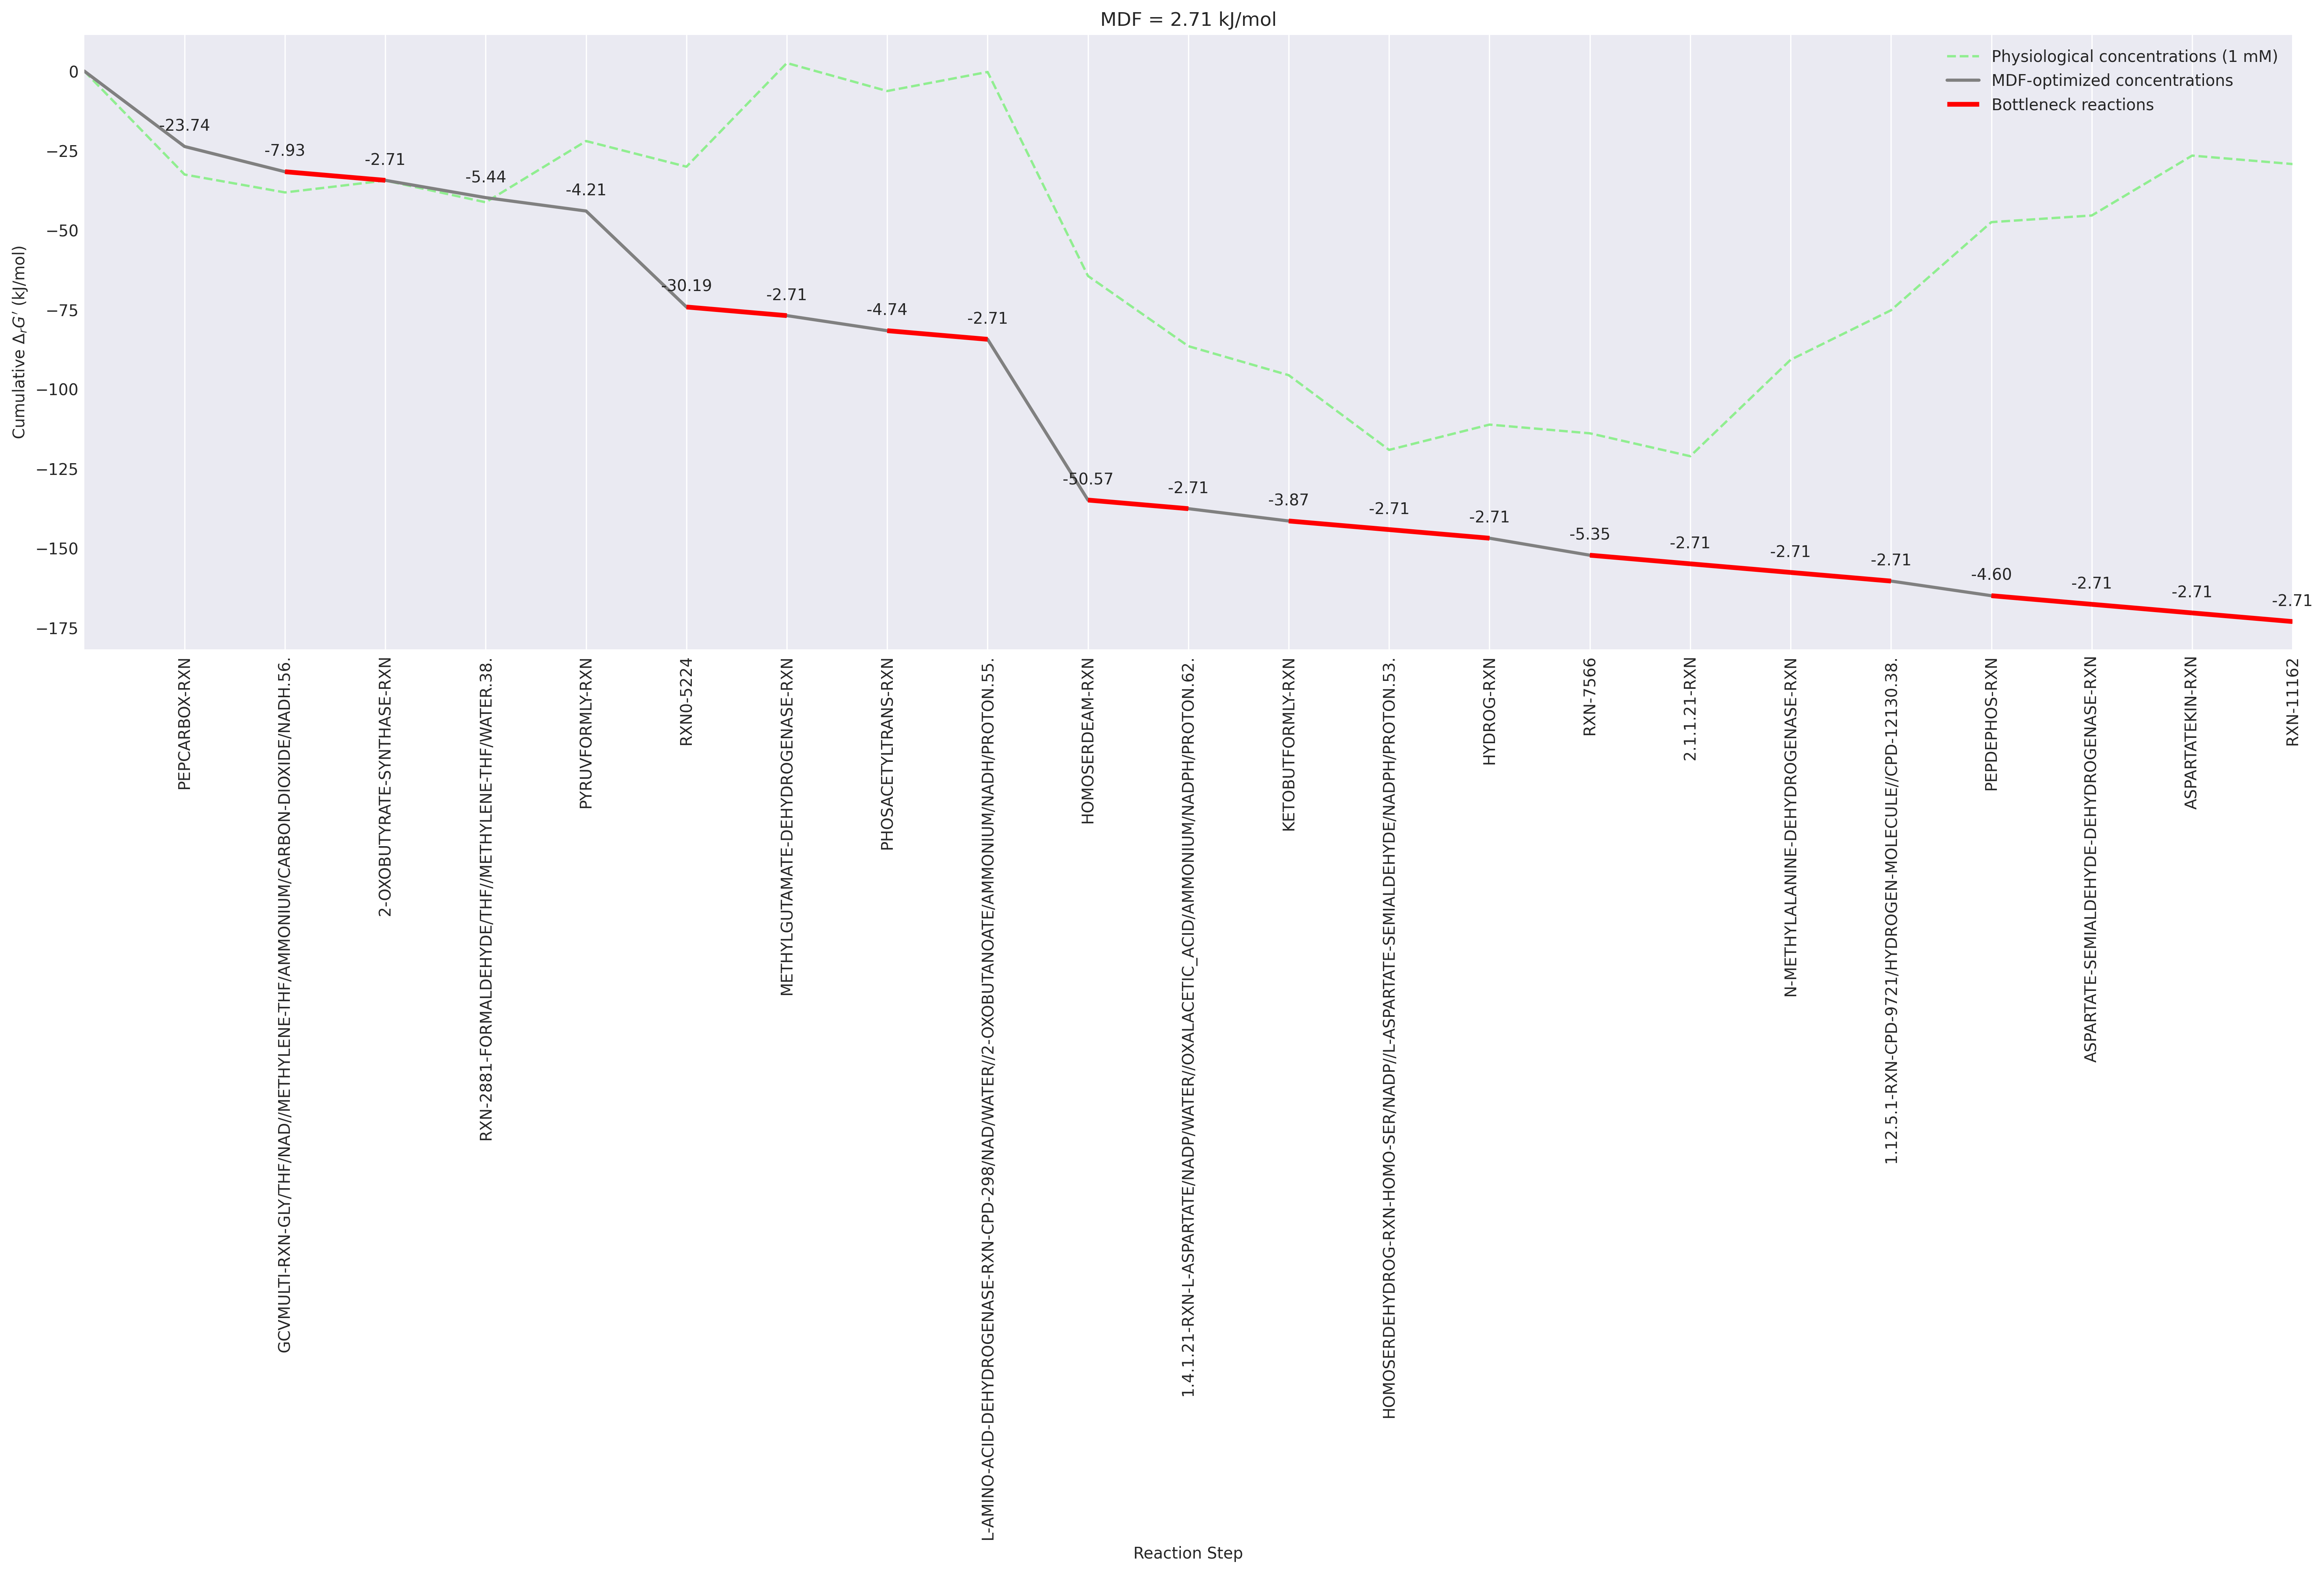 MDF = 2.71 kJ/mol
Physiological concentrations (1 mM)
MDF-optimized concentrations
Bottleneck reactions
Cumulative ΔrG′ (kJ/mol)
0
−25
−50
−75
−100
−125
−150
−175
-23.74
-7.93
-2.71
-5.44
-4.21
-30.19
-2.71
-4.74
-2.71
-50.57
-2.71
-3.87
-2.71
-2.71
-5.35
-2.71
-2.71
-2.71
-4.60
-2.71
-2.71
-2.71
PEPCARBOX-RXN
GCVMULTI-RXN-GLY/THF/NAD//METHYLENE-THF/AMMONIUM/CARBON-DIOXIDE/NADH.56.
2-OXOBUTYRATE-SYNTHASE-RXN
RXN-2881-FORMALDEHYDE/THF//METHYLENE-THF/WATER.38.
PYRUVFORMLY-RXN
RXN0-5224
METHYLGUTAMATE-DEHYDROGENASE-RXN
PHOSACETYLTRANS-RXN
L-AMINO-ACID-DEHYDROGENASE-RXN-CPD-298/NAD/WATER//2-OXOBUTANOATE/AMMONIUM/NADH/PROTON.55.
HOMOSERDEAM-RXN
1.4.1.21-RXN-L-ASPARTATE/NADP/WATER//OXALACETIC_ACID/AMMONIUM/NADPH/PROTON.62.
KETOBUTFORMLY-RXN
HOMOSERDEHYDROG-RXN-HOMO-SER/NADP//L-ASPARTATE-SEMIALDEHYDE/NADPH/PROTON.53.
HYDROG-RXN
RXN-7566
2.1.1.21-RXN
N-METHYLALANINE-DEHYDROGENASE-RXN
1.12.5.1-RXN-CPD-9721/HYDROGEN-MOLECULE//CPD-12130.38.
PEPDEPHOS-RXN
ASPARTATE-SEMIALDEHYDE-DEHYDROGENASE-RXN
ASPARTATEKIN-RXN
RXN-11162
Reaction Step